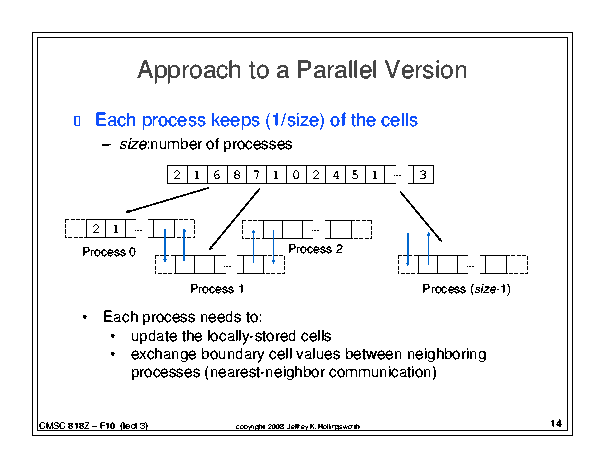 Approach to a Parallel Version
Each process keeps (1/size) of the cells
– size:number of processes
2 1 6 8 7 1 0 2 4 5 1 ... 3
2 1 ... ...
Process 0
Process 2
... ...
Process 1
Process (size-1)
• Each process needs to:
• update the locally-stored cells
• exchange boundary cell values between neighboring
processes (nearest-neighbor communication)
CMSC 818Z – F10 (lect 3)
copyright 2008 Jeffrey K. Hollingsworth
14